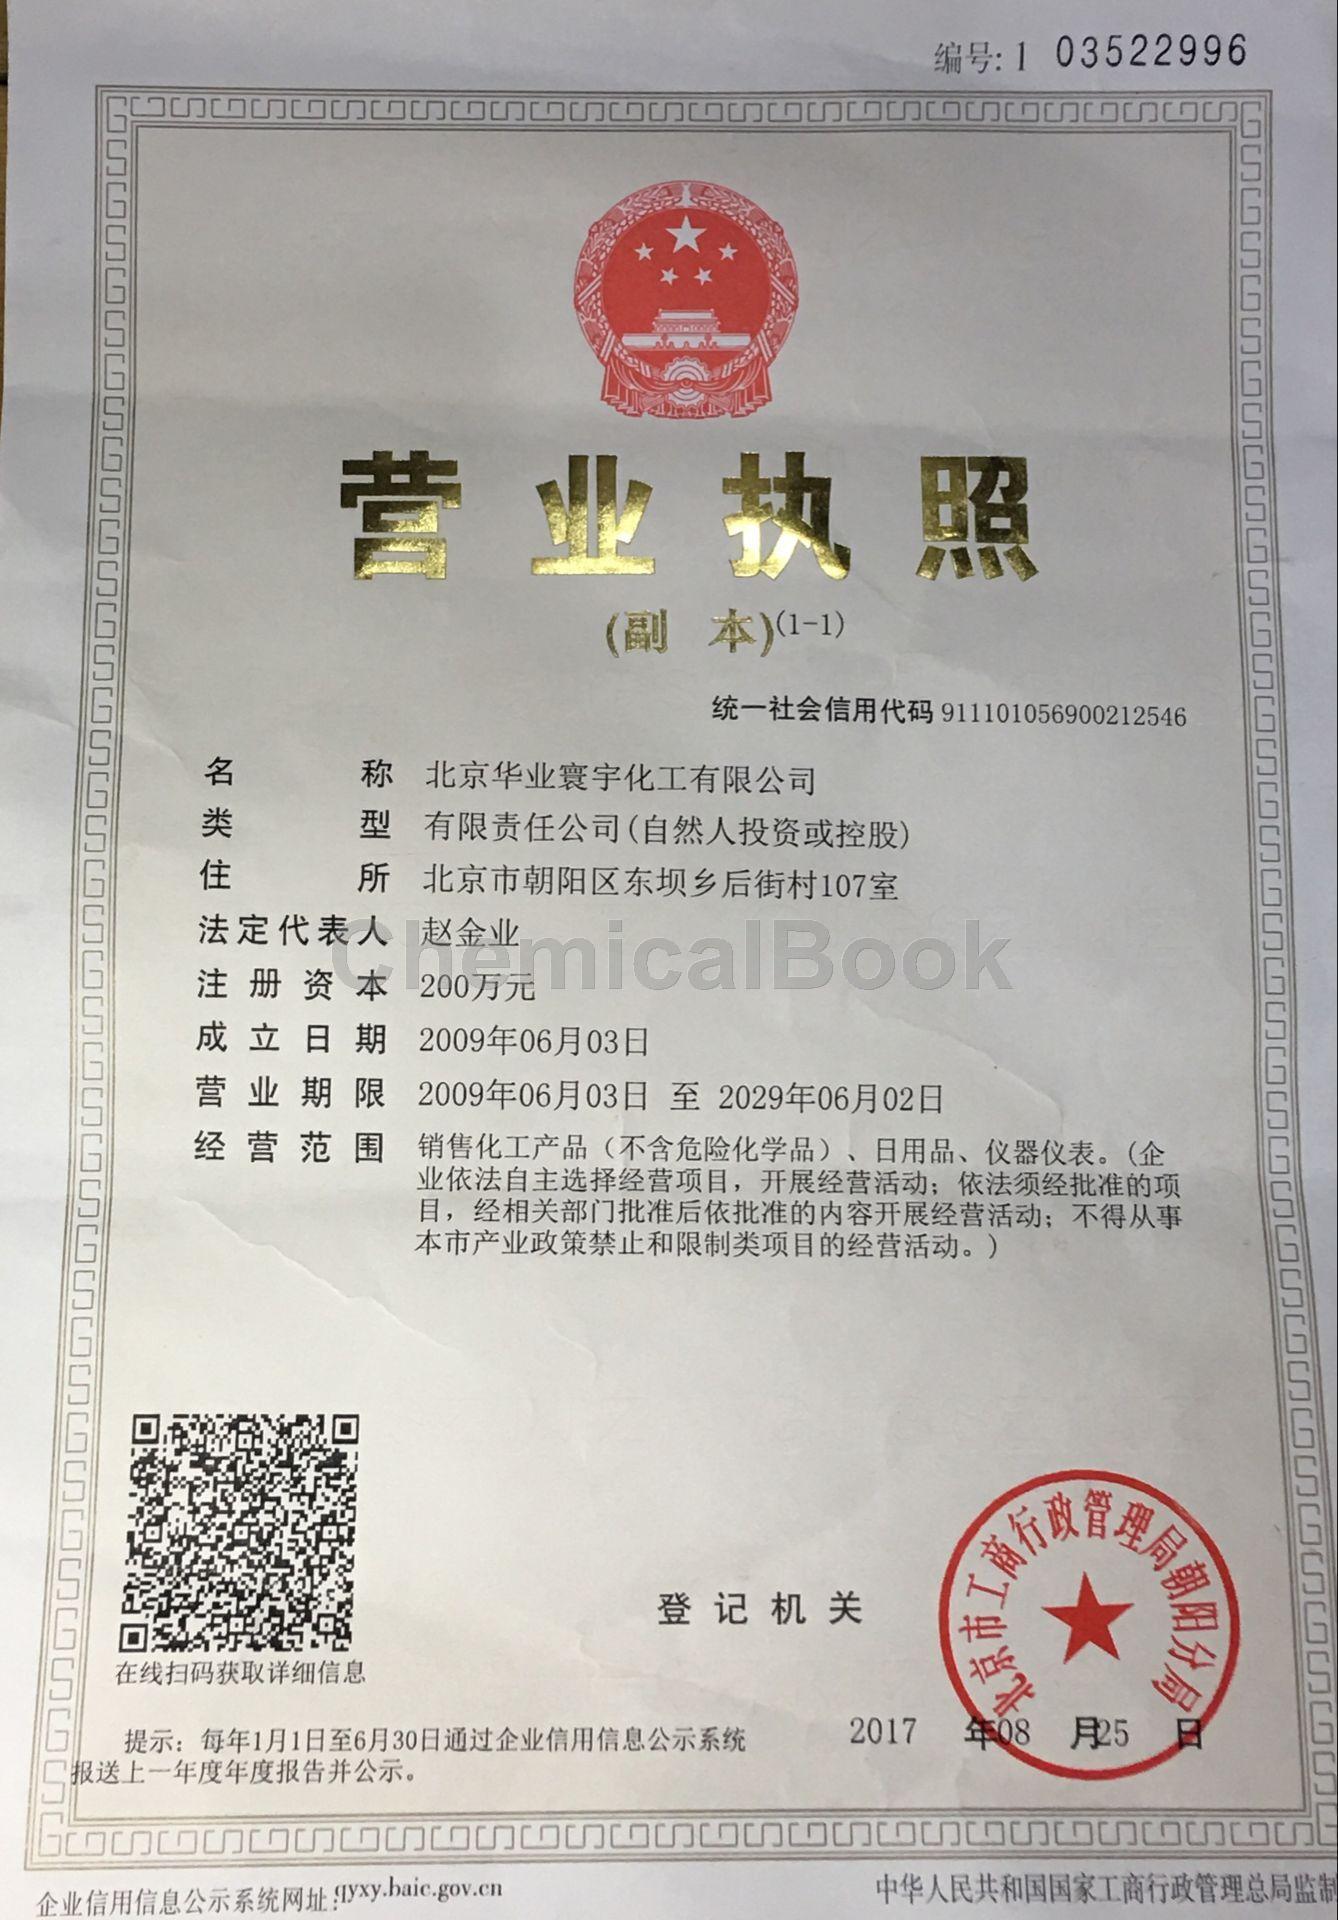 编号:1 03522996
营业执照
(副 本)(1-1)
统一社会信用代码 911101056900212546
名 称 北京华业寰宇化工有限公司
类 型 有限责任公司(自然人投资或控股)
住 所 北京市朝阳区东坝乡后街村107室
法定代表人 赵金业
ChemicalBook
注册资本 200万元
成立日期 2009年06月03日
营业期限 2009年06月03日 至 2029年06月02日
经营范围 销售化工产品（不含危险化学品）、日用品、仪器仪表。(企
业依法自主选择经营项目，开展经营活动；依法须经批准的项
目，经相关部门批准后依批准的内容开展经营活动；不得从事
本市产业政策禁止和限制类项目的经营活动。)
在线扫码获取详细信息
登记机关
北京市工商行政管理局朝阳分局
2017 年08 月25 日
提示：每年1月1日至6月30日通过企业信用信息公示系统
报送上一年度年度报告并公示。
企业信用信息公示系统网址:qyxy.baic.gov.cn
中华人民共和国国家工商行政管理总局监制